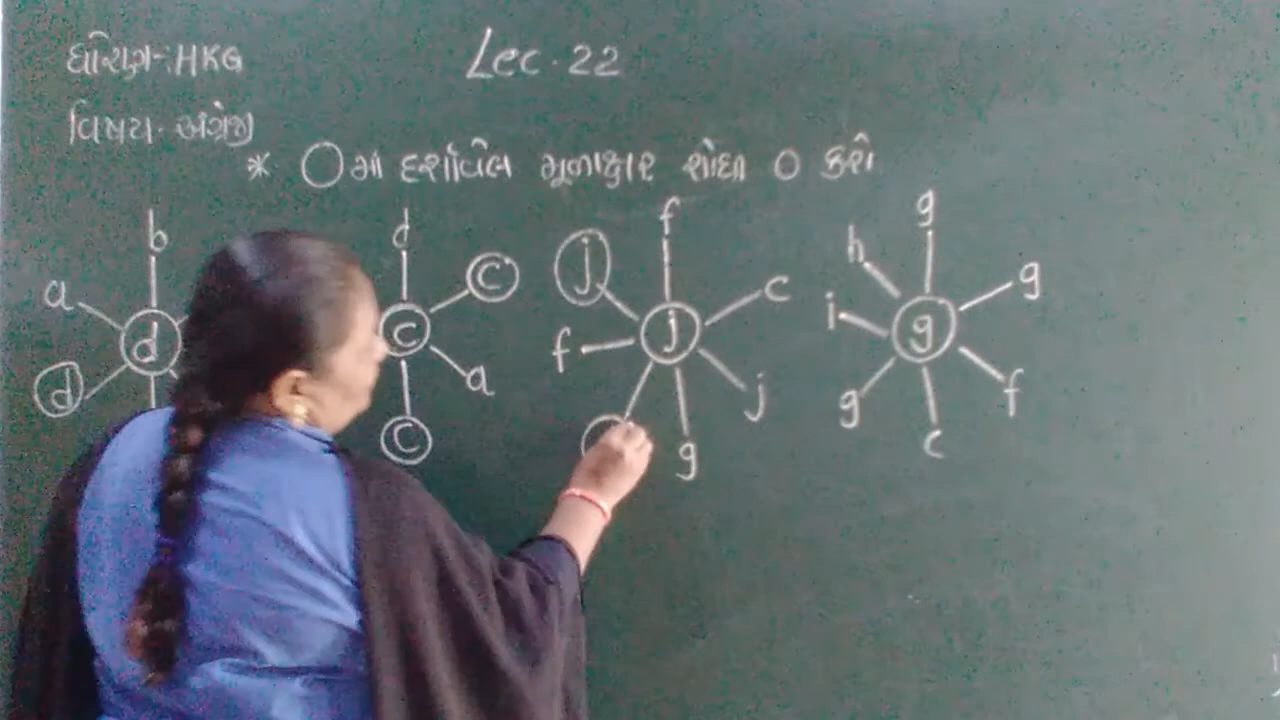 ધોરણ-: HKG
Lec. 22
વિષય. અંગ્રેજી
* ○ માં દર્શાવેલ મૂળાક્ષર શોધી ○ કરો
b
a
d
d
d
c
c
a
c
f
j
c
j
f
j
g
g
h
g
i
g
g
f
c